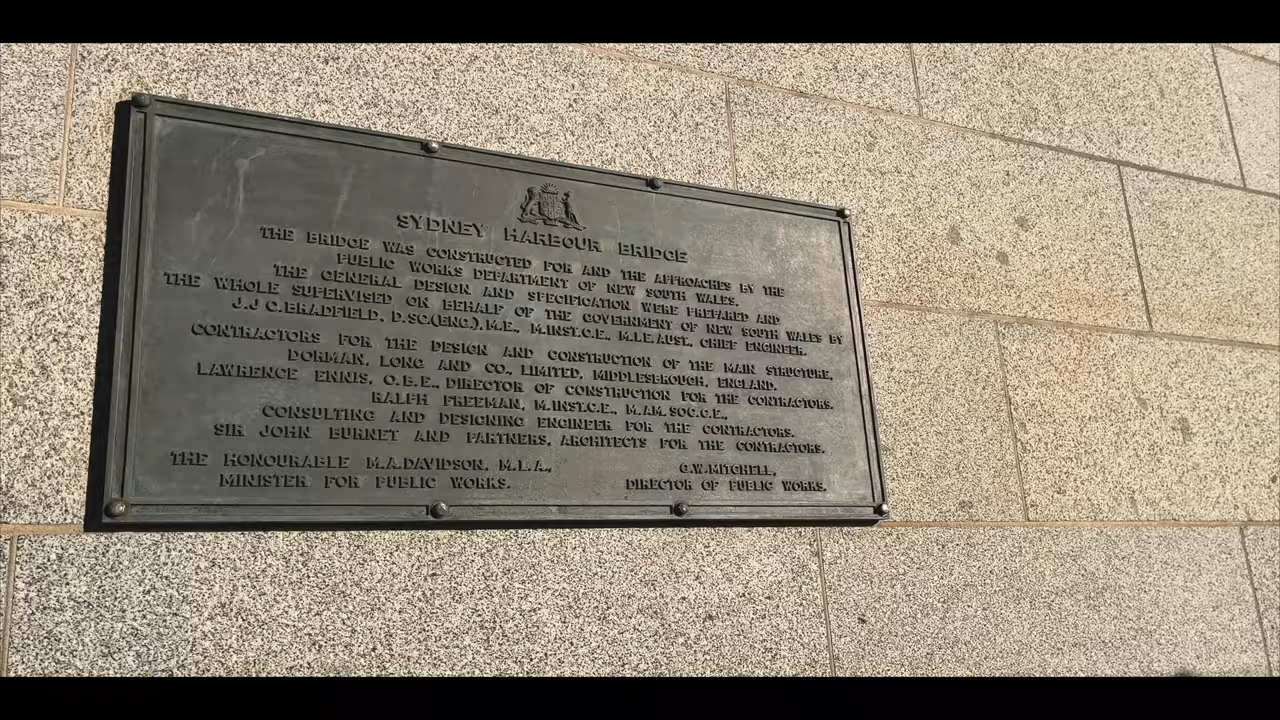 SYDNEY HARBOUR BRIDGE
THE BRIDGE WAS CONSTRUCTED FOR AND THE APPROACHES BY THE
PUBLIC WORKS DEPARTMENT OF NEW SOUTH WALES.
THE GENERAL DESIGN AND SPECIFICATION WERE PREPARED AND
THE WHOLE SUPERVISED ON BEHALF OF THE GOVERNMENT OF NEW SOUTH WALES BY
J.J C.BRADFIELD. D.SC.(ENG.). M.E., M.INST.C.E., M.I.E.AUST., CHIEF ENGINEER.
CONTRACTORS FOR THE DESIGN AND CONSTRUCTION OF THE MAIN STRUCTURE,
DORMAN, LONG AND CO., LIMITED, MIDDLESBROUGH, ENGLAND.
LAWRENCE ENNIS, O.B.E., DIRECTOR OF CONSTRUCTION FOR THE CONTRACTORS.
RALPH FREEMAN, M.INST.C.E., M.AM.SOC.C.E.,
CONSULTING AND DESIGNING ENGINEER FOR THE CONTRACTORS.
SIR JOHN BURNET AND PARTNERS, ARCHITECTS FOR THE CONTRACTORS.
THE HONOURABLE M.A.DAVIDSON, M.L.A., G.W.MITCHELL,
MINISTER FOR PUBLIC WORKS. DIRECTOR OF PUBLIC WORKS.